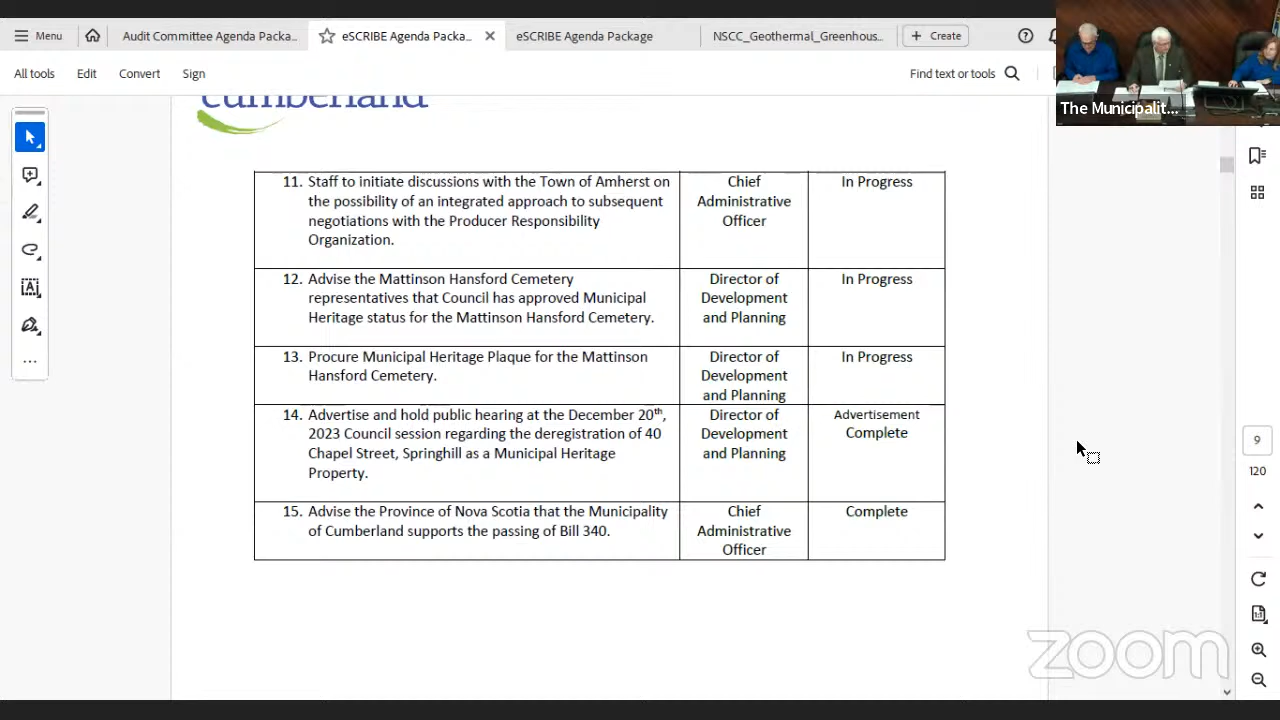 Menu
Audit Committee Agenda Packa...
eSCRIBE Agenda Packa...
eSCRIBE Agenda Package
NSCC_Geothermal_Greenhous...
Create
All tools
Edit
Convert
Sign
Find text or tools
The Municipalit...
cumberland
11. Staff to initiate discussions with the Town of Amherst on
the possibility of an integrated approach to subsequent
negotiations with the Producer Responsibility
Organization.
Chief
Administrative
Officer
In Progress
12. Advise the Mattinson Hansford Cemetery
representatives that Council has approved Municipal
Heritage status for the Mattinson Hansford Cemetery.
Director of
Development
and Planning
In Progress
13. Procure Municipal Heritage Plaque for the Mattinson
Hansford Cemetery.
Director of
Development
and Planning
In Progress
14. Advertise and hold public hearing at the December 20th,
2023 Council session regarding the deregistration of 40
Chapel Street, Springhill as a Municipal Heritage
Property.
Director of
Development
and Planning
Advertisement
Complete
15. Advise the Province of Nova Scotia that the Municipality
of Cumberland supports the passing of Bill 340.
Chief
Administrative
Officer
Complete
9
120
zoom